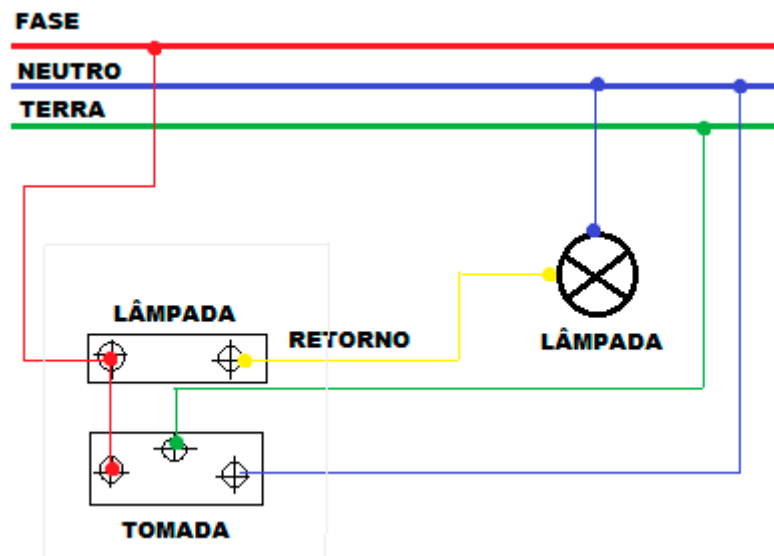 FASE
NEUTRO
TERRA
LÂMPADA
RETORNO
LÂMPADA
TOMADA